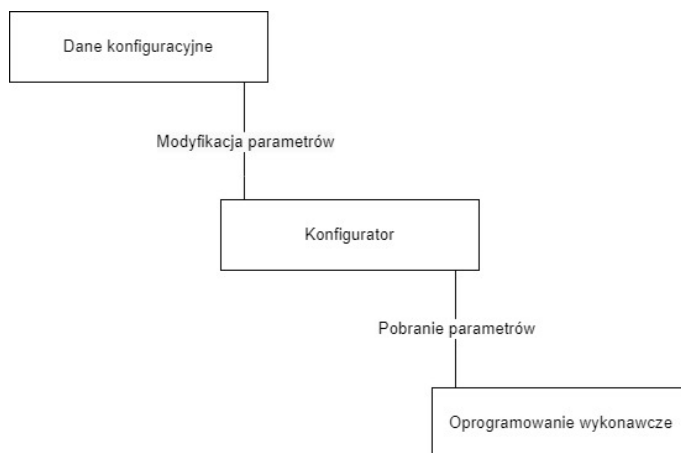 Dane konfiguracyjne
Modyfikacja parametrów
Konfigurator
Pobranie parametrów
Oprogramowanie wykonawcze